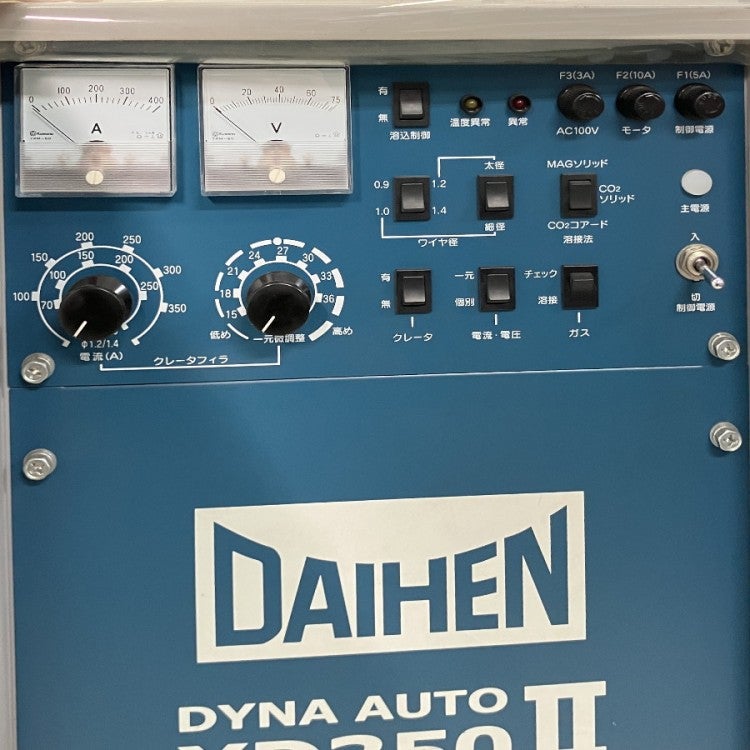 0 100 200 300 400
A
0 20 40 60 75
V
有
無
溶込制御
温度異常
異常
F3(3A)
AC100V
F2(10A)
モータ
F1(5A)
制御電源
0.9
1.0
1.2
1.4
太径
細径
ワイヤ径
MAGソリッド
CO₂
ソリッド
CO₂コアード
溶接法
主電源
入
切
制御電源
70 100 150 200 250 300 350
100 150 200 250
φ1.2/1.4
電流(A)
15 18 21 24 27 30 33 36
低め
一元微調整
高め
クレータフィラ
有
無
クレータ
一元
個別
電流・電圧
チェック
溶接
ガス
DAIHEN
DYNA AUTO
XD350 II